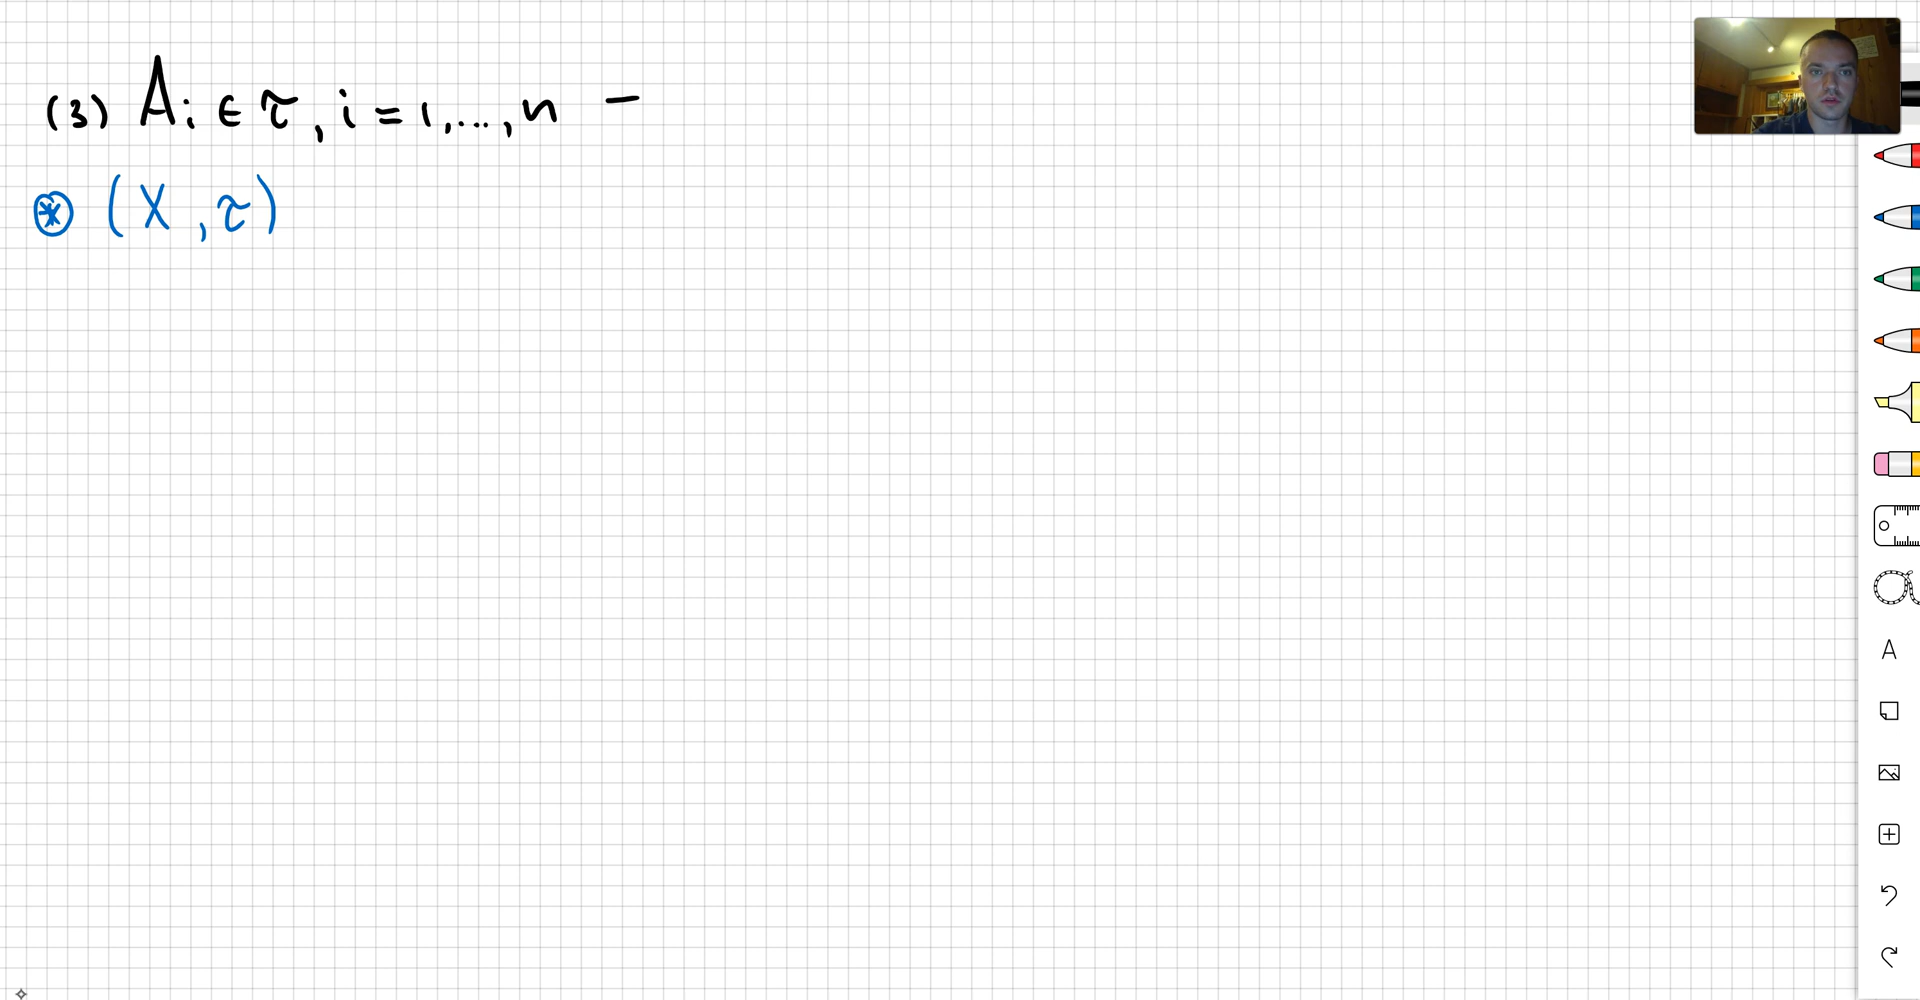 (3) Ai ∈ τ, i = 1,...,n –
⊛ (X, τ)
A